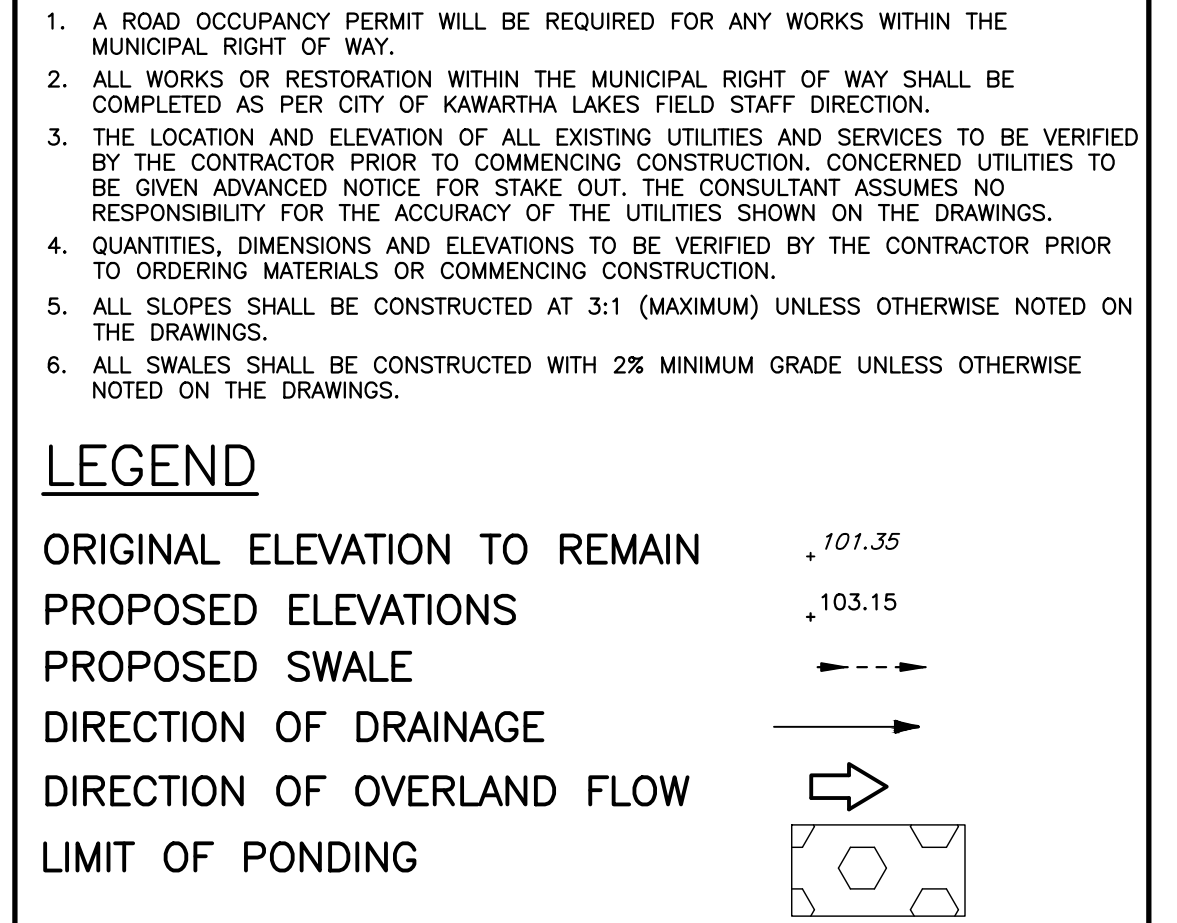 1. A ROAD OCCUPANCY PERMIT WILL BE REQUIRED FOR ANY WORKS WITHIN THE
MUNICIPAL RIGHT OF WAY.
2. ALL WORKS OR RESTORATION WITHIN THE MUNICIPAL RIGHT OF WAY SHALL BE
COMPLETED AS PER CITY OF KAWARTHA LAKES FIELD STAFF DIRECTION.
3. THE LOCATION AND ELEVATION OF ALL EXISTING UTILITIES AND SERVICES TO BE VERIFIED
BY THE CONTRACTOR PRIOR TO COMMENCING CONSTRUCTION. CONCERNED UTILITIES TO
BE GIVEN ADVANCED NOTICE FOR STAKE OUT. THE CONSULTANT ASSUMES NO
RESPONSIBILITY FOR THE ACCURACY OF THE UTILITIES SHOWN ON THE DRAWINGS.
4. QUANTITIES, DIMENSIONS AND ELEVATIONS TO BE VERIFIED BY THE CONTRACTOR PRIOR
TO ORDERING MATERIALS OR COMMENCING CONSTRUCTION.
5. ALL SLOPES SHALL BE CONSTRUCTED AT 3:1 (MAXIMUM) UNLESS OTHERWISE NOTED ON
THE DRAWINGS.
6. ALL SWALES SHALL BE CONSTRUCTED WITH 2% MINIMUM GRADE UNLESS OTHERWISE
NOTED ON THE DRAWINGS.
LEGEND
ORIGINAL ELEVATION TO REMAIN +101.35
PROPOSED ELEVATIONS +103.15
PROPOSED SWALE
DIRECTION OF DRAINAGE
DIRECTION OF OVERLAND FLOW
LIMIT OF PONDING